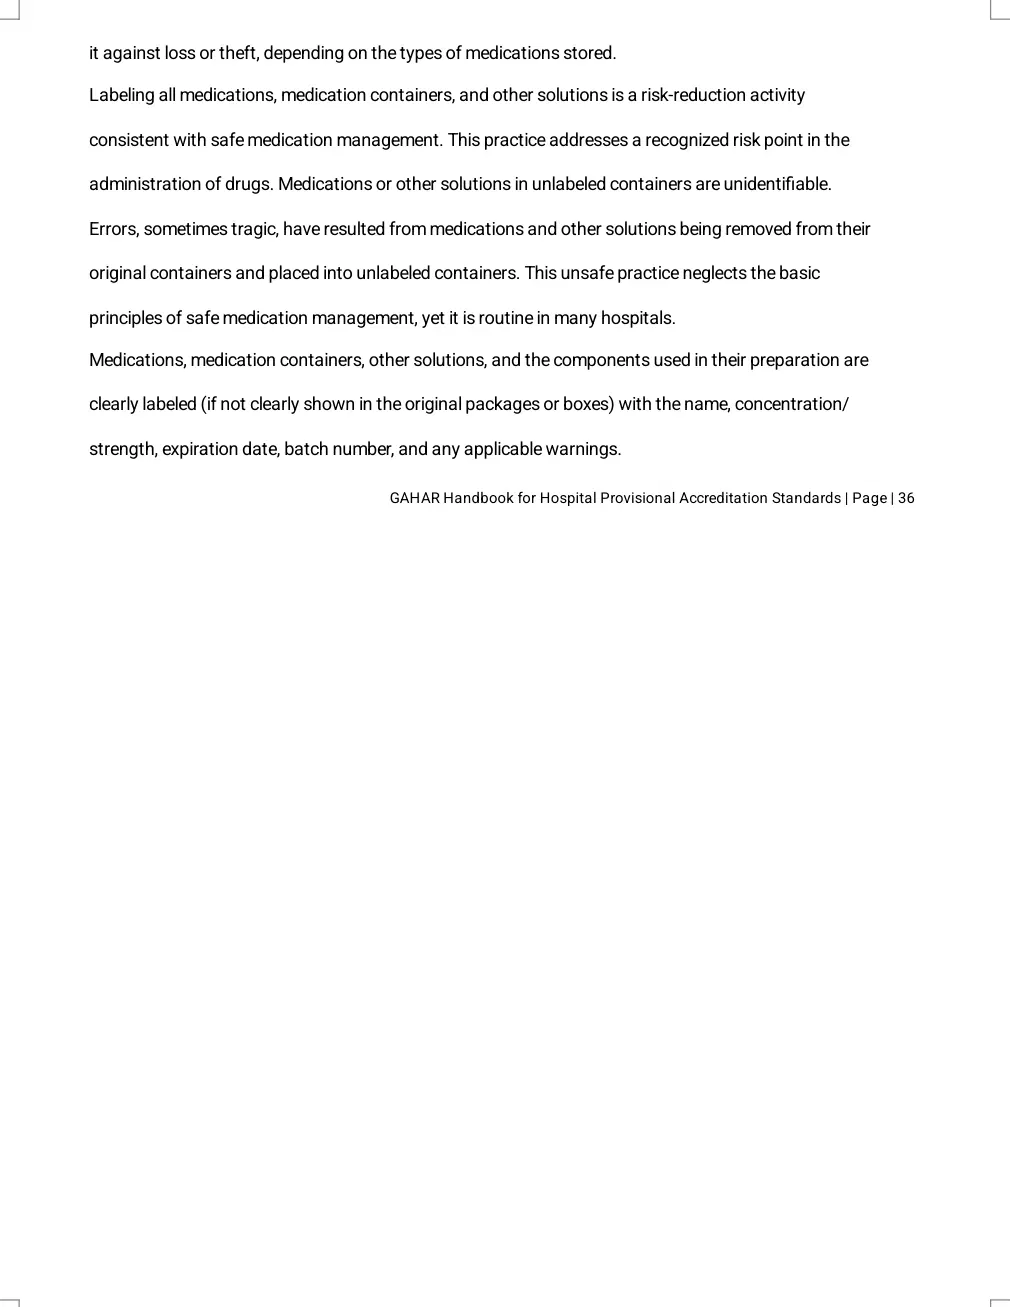 it against loss or theft, depending on the types of medications stored.
Labeling all medications, medication containers, and other solutions is a risk-reduction activity
consistent with safe medication management. This practice addresses a recognized risk point in the
administration of drugs. Medications or other solutions in unlabeled containers are unidentifiable.
Errors, sometimes tragic, have resulted from medications and other solutions being removed from their
original containers and placed into unlabeled containers. This unsafe practice neglects the basic
principles of safe medication management, yet it is routine in many hospitals.
Medications, medication containers, other solutions, and the components used in their preparation are
clearly labeled (if not clearly shown in the original packages or boxes) with the name, concentration/
strength, expiration date, batch number, and any applicable warnings.
GAHAR Handbook for Hospital Provisional Accreditation Standards | Page | 36